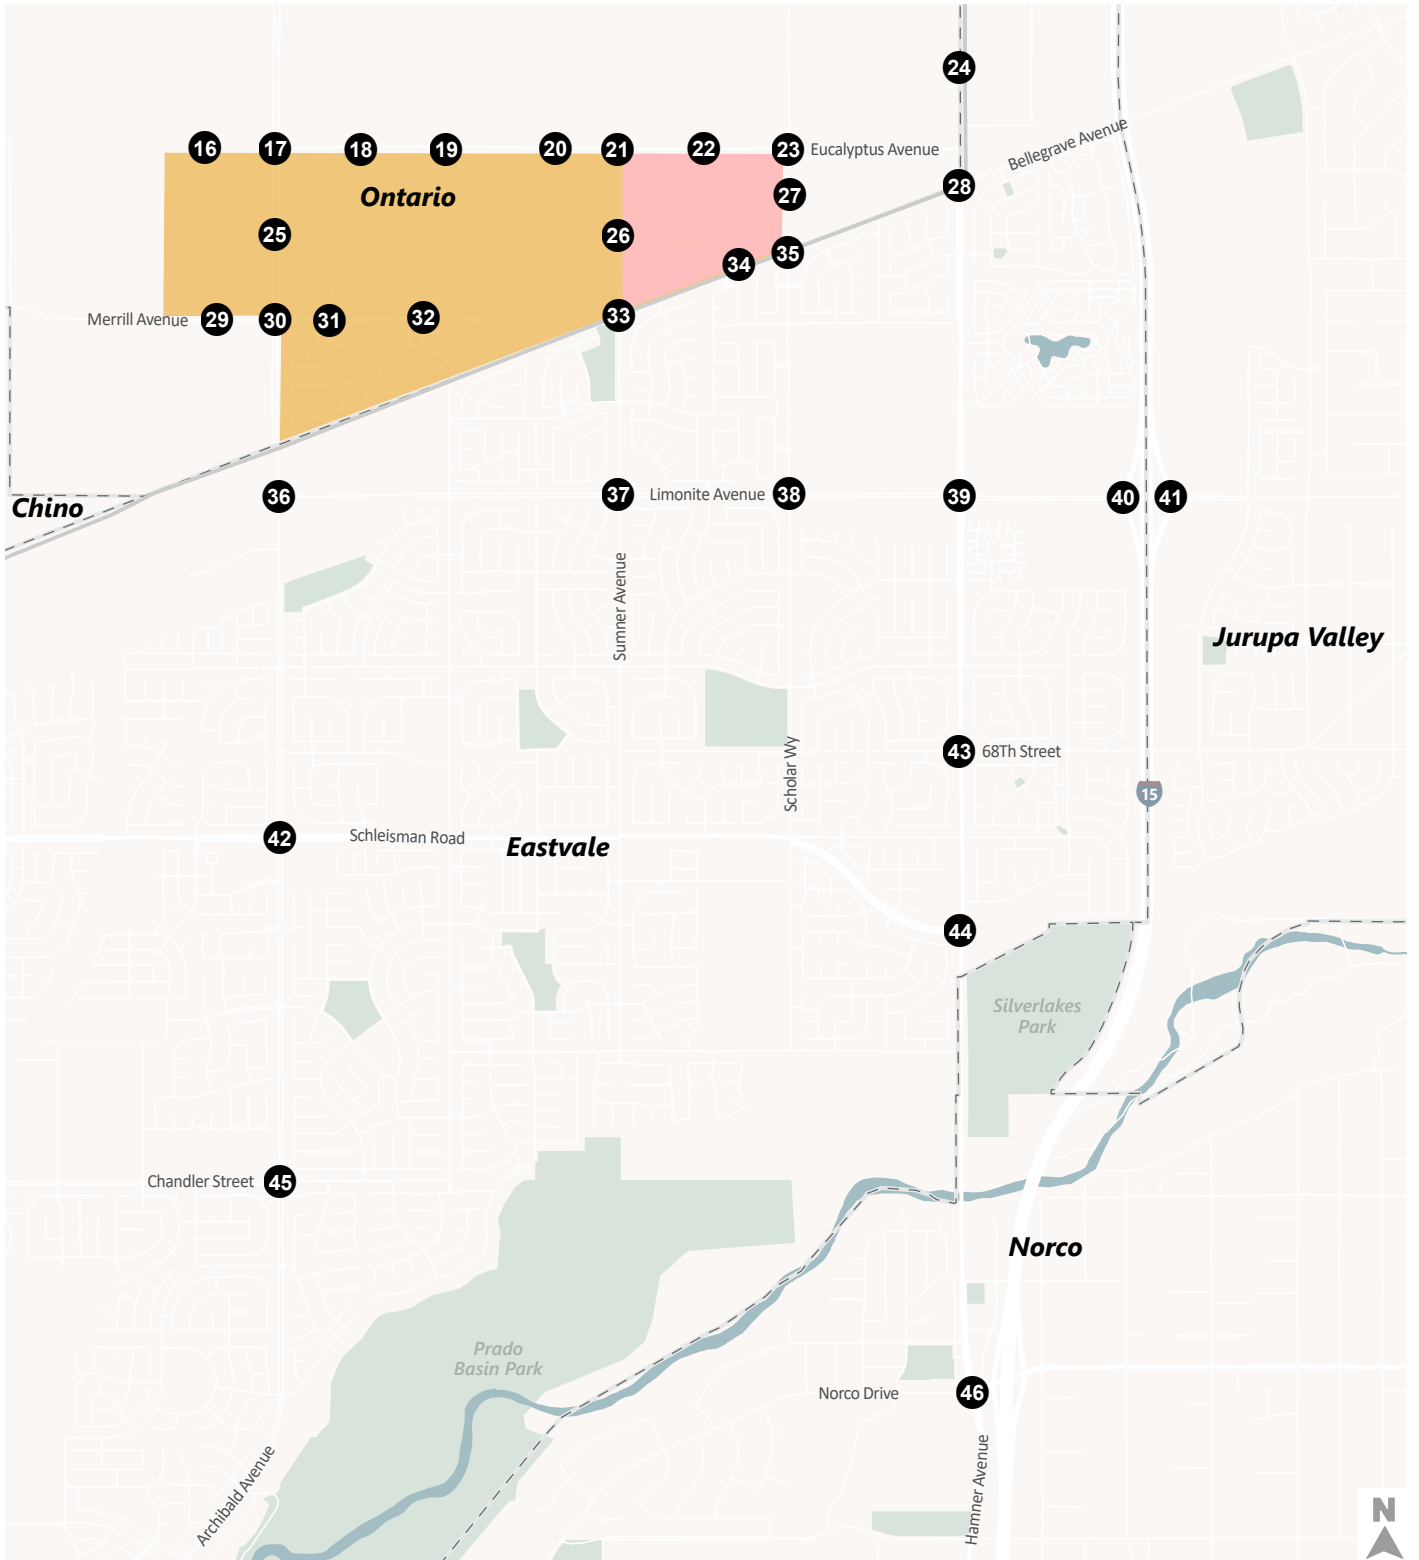 24
16
17
18
19
20
21
22
23
Eucalyptus Avenue
Bellegrave Avenue
28
27
Ontario
25
26
35
34
33
Merrill Avenue
29
30
31
32
Chino
36
37
Limonite Avenue
38
39
40
41
Sumner Avenue
Jurupa Valley
43
68Th Street
Scholar Wy
15
42
Schleisman Road
Eastvale
44
Silverlakes
Park
Chandler Street
45
Norco
Prado
Basin Park
Norco Drive
46
Archibald Avenue
Hamner Avenue
N